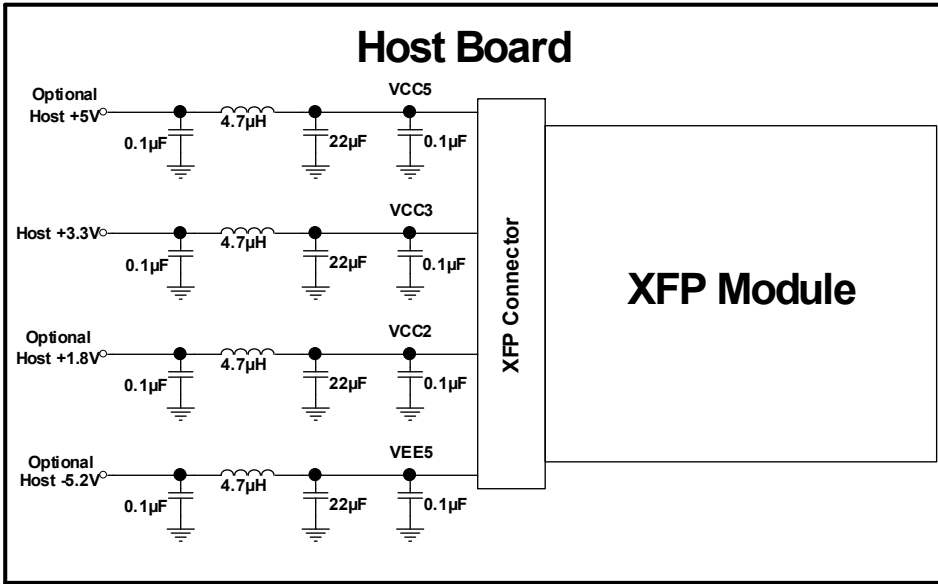 Host Board
Optional
Host +5V
0.1µF
4.7µH
22µF
VCC5
0.1µF
Host +3.3V
0.1µF
4.7µH
22µF
VCC3
0.1µF
Optional
Host +1.8V
0.1µF
4.7µH
22µF
VCC2
0.1µF
Optional
Host -5.2V
0.1µF
4.7µH
22µF
VEE5
0.1µF
XFP Connector
XFP Module